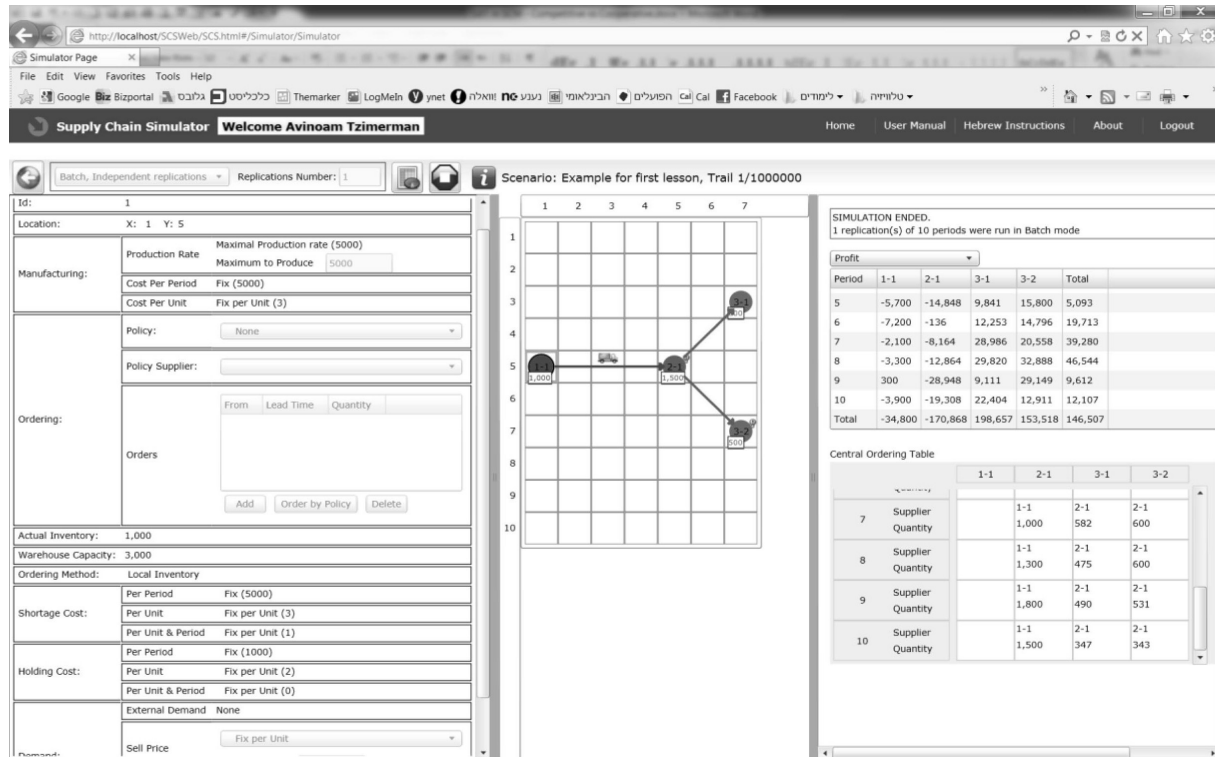 http://localhost/SCSWeb/SCS.html#/Simulator/Simulator
Simulator Page
File Edit View Favorites Tools Help
Google Biz Bizportal גלובס כלכליסט Themarker LogMeIn ynet וואלה!! NG נענע הבינלאומי הפועלים Cal Cal Facebook לימודים טלוויזיה
Supply Chain Simulator Welcome Avinoam Tzimerman Home User Manual Hebrew Instructions About Logout
Batch, Independent replications Replications Number: 1
Scenario: Example for first lesson, Trail 1/1000000
Id: 1
Location: X: 1 Y: 5
Manufacturing:
Production Rate Maximal Production rate (5000)
Maximum to Produce 5000
Cost Per Period Fix (5000)
Cost Per Unit Fix per Unit (3)
Ordering:
Policy: None
Policy Supplier:
Orders
From Lead Time Quantity
Add Order by Policy Delete
Actual Inventory: 1,000
Warehouse Capacity: 3,000
Ordering Method: Local Inventory
Shortage Cost:
Per Period Fix (5000)
Per Unit Fix per Unit (3)
Per Unit & Period Fix per Unit (1)
Holding Cost:
Per Period Fix (1000)
Per Unit Fix per Unit (2)
Per Unit & Period Fix per Unit (0)
External Demand None
Sell Price Fix per Unit
Demand:
1 2 3 4 5 6 7
1
2
3 3-1
4
5 1-1 2-1
1,000 1,500
6
7 3-2
500
8
9
10
SIMULATION ENDED.
1 replication(s) of 10 periods were run in Batch mode
Profit
Period 1-1 2-1 3-1 3-2 Total
5 -5,700 -14,848 9,841 15,800 5,093
6 -7,200 -136 12,253 14,796 19,713
7 -2,100 -8,164 28,986 20,558 39,280
8 -3,300 -12,864 29,820 32,888 46,544
9 300 -28,948 9,111 29,149 9,612
10 -3,900 -19,308 22,404 12,911 12,107
Total -34,800 -170,868 198,657 153,518 146,507
Central Ordering Table
1-1 2-1 3-1 3-2
Quantity
7 Supplier 1-1 2-1 2-1
Quantity 1,000 582 600
8 Supplier 1-1 2-1 2-1
Quantity 1,300 475 600
9 Supplier 1-1 2-1 2-1
Quantity 1,800 490 531
10 Supplier 1-1 2-1 2-1
Quantity 1,500 347 343